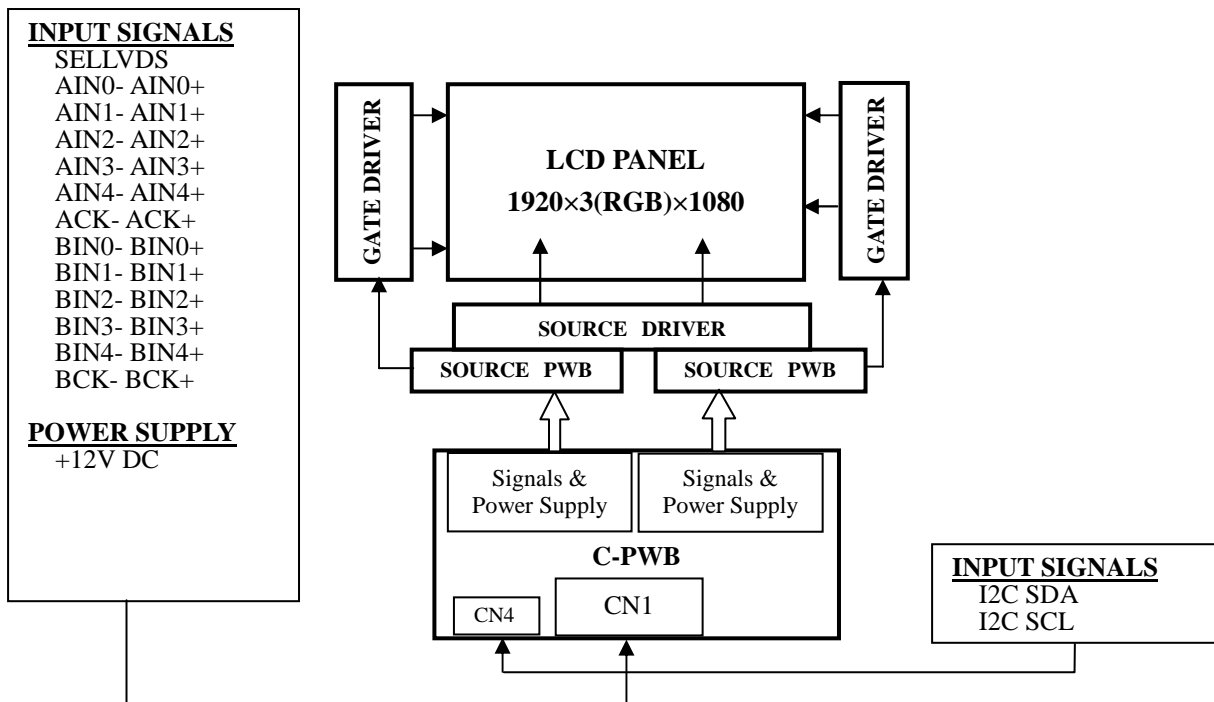 INPUT SIGNALS
SELLVDS
AIN0- AIN0+
AIN1- AIN1+
AIN2- AIN2+
AIN3- AIN3+
AIN4- AIN4+
ACK- ACK+
BIN0- BIN0+
BIN1- BIN1+
BIN2- BIN2+
BIN3- BIN3+
BIN4- BIN4+
BCK- BCK+
POWER SUPPLY
+12V DC
GATE DRIVER
LCD PANEL
1920×3(RGB)×1080
GATE DRIVER
SOURCE DRIVER
SOURCE PWB
SOURCE PWB
Signals &
Power Supply
Signals &
Power Supply
C-PWB
CN4
CN1
INPUT SIGNALS
I2C SDA
I2C SCL